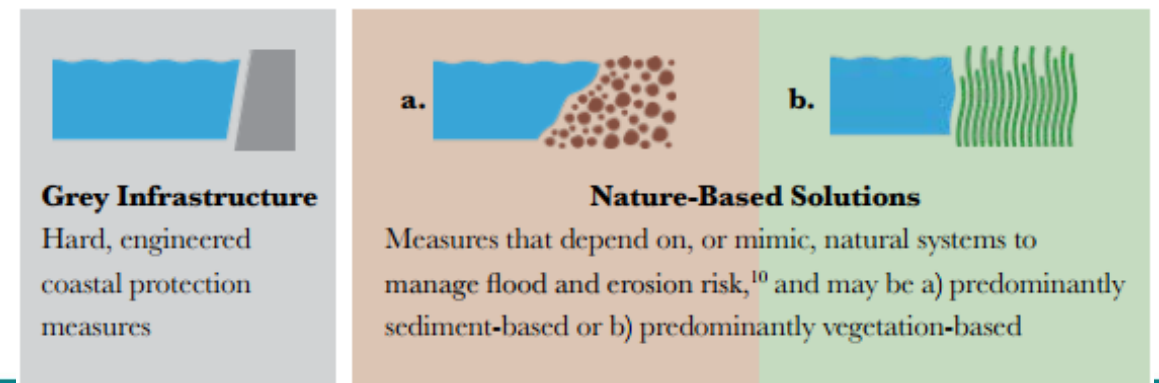 a.
b.
Grey Infrastructure
Hard, engineered
coastal protection
measures
Nature-Based Solutions
Measures that depend on, or mimic, natural systems to
manage flood and erosion risk,¹⁰ and may be a) predominantly
sediment-based or b) predominantly vegetation-based